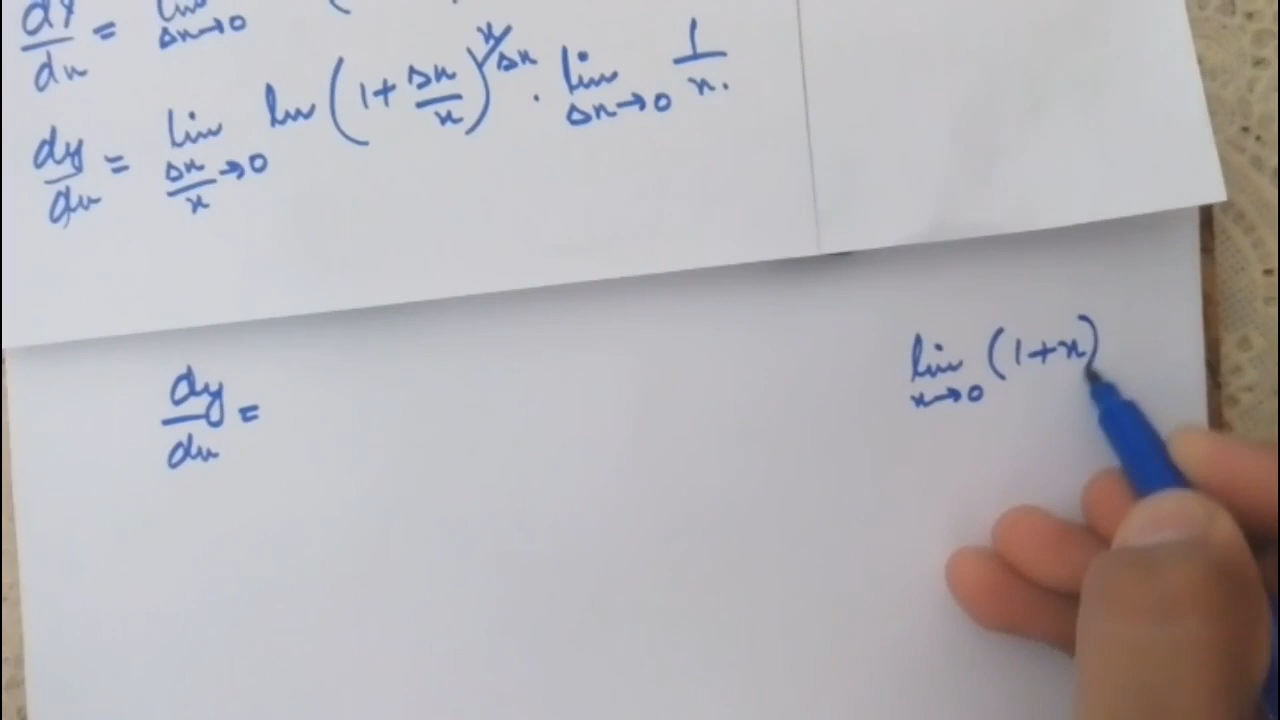 dy/dx = lim Δx→0 (
dy/dx = lim Δx/x→0 ln (1 + Δx/x)^x/Δx · lim Δx→0 1/x.
lim x→0 (1+x)
dy/dx =